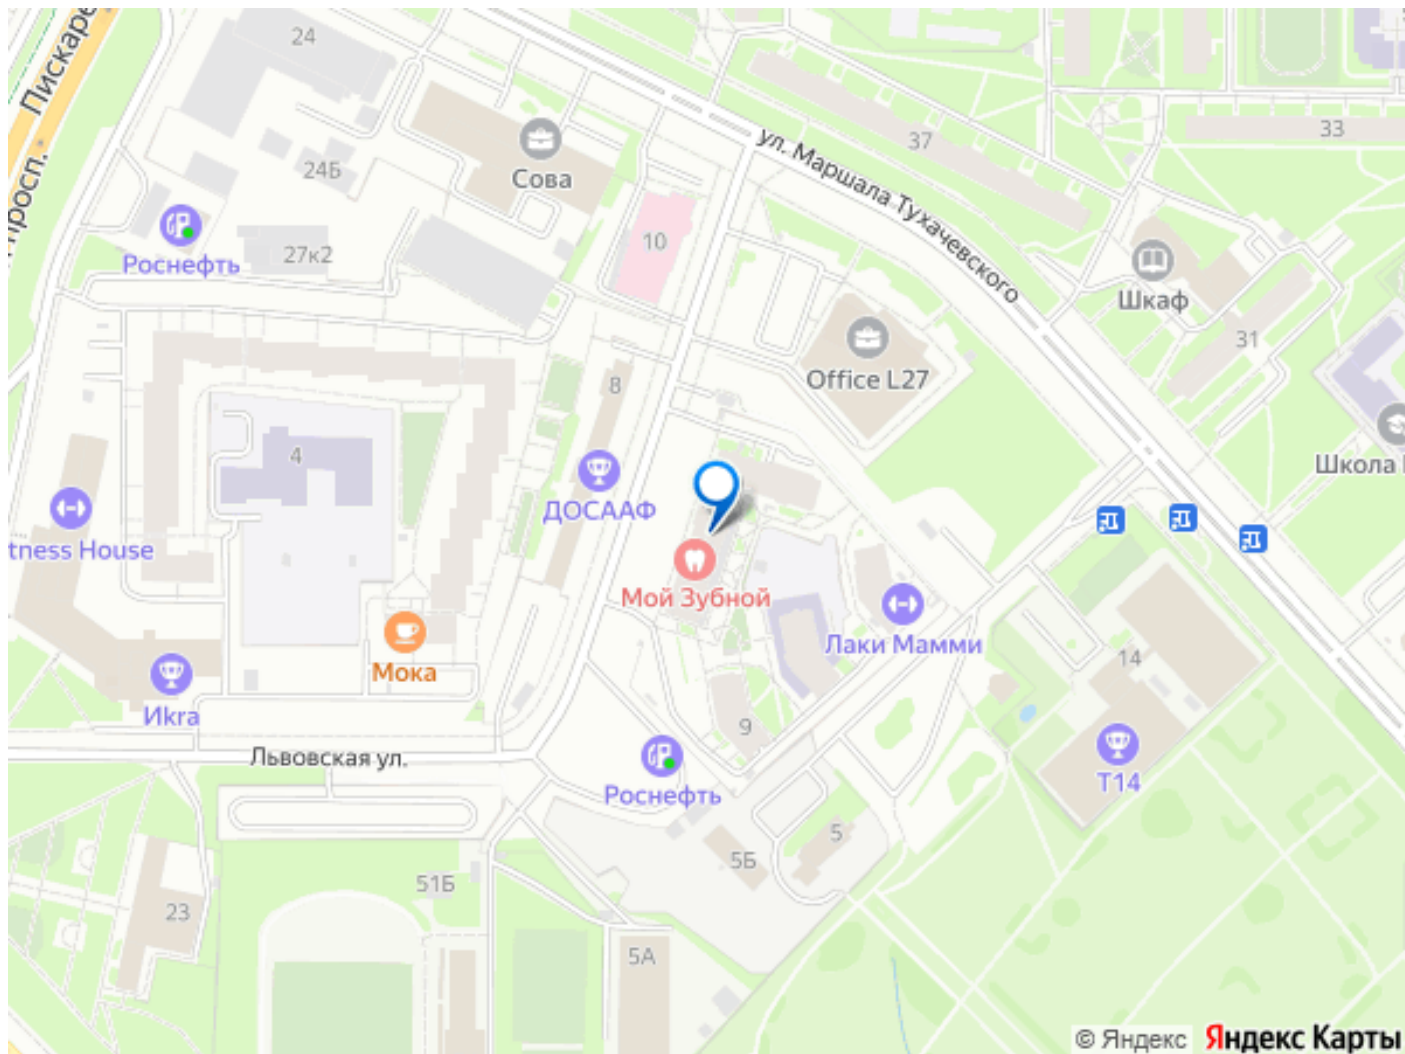 Пискаре
просп.
24
24Б
Сова
37
33
ул. Маршала Тухачевского
10
27к2
Роснефть
Шкаф
31
Office L27
8
4
ДОСААФ
Школа
tness House
Мой Зубной
Лаки Мамми
Мока
14
Иkra
9
Львовская ул.
Роснефть
Т14
5
5Б
51Б
23
5А
© Яндекс Яндекс Карты